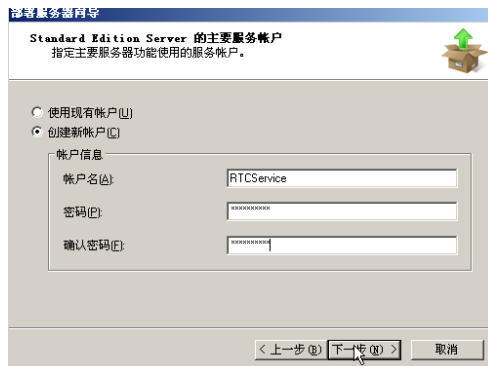 部署服务器向导
Standard Edition Server 的主要服务帐户
指定主要服务器功能使用的服务帐户。
使用现有帐户(U)
创建新帐户(C)
帐户信息
帐户名(A):
RTCService
密码(P):
**********
确认密码(F):
**********
< 上一步(B) 下一步(N) > 取消